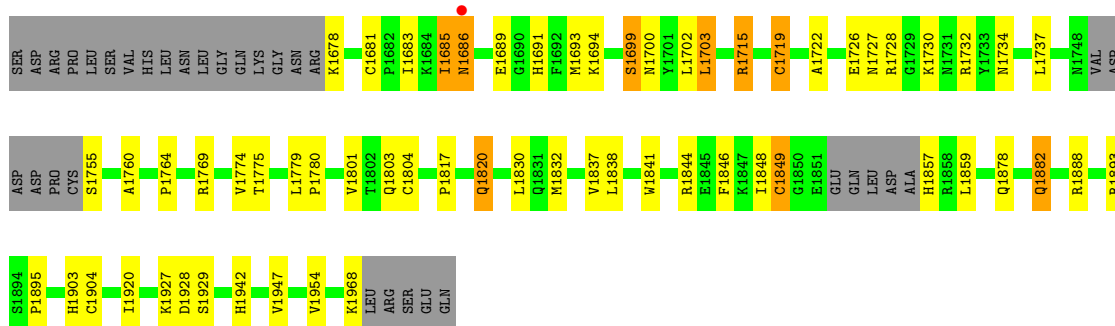 SER ASP ARG PRO LEU SER VAL HIS LEU ASN LEU GLY GLN LYS GLY ASN ARG K1678 C1681 P1682 I1683 K1684 I1685 N1686 E1689 G1690 H1691 F1692 M1693 K1694 S1699 N1700 Y1701 L1702 L1703 R1715 C1719 A1722 E1726 N1727 R1728 G1729 K1730 N1731 R1732 Y1733 N1734 L1737 N1748 VAL ASP
ASP ASP PRO CYS S1755 A1760 P1764 R1769 V1774 T1775 L1779 P1780 V1801 T1802 Q1803 C1804 P1817 Q1820 L1830 Q1831 M1832 V1837 L1838 W1841 R1844 E1845 F1846 K1847 I1848 C1849 G1850 E1851 GLU GLN LEU ASP ALA H1857 R1858 L1859 Q1878 Q1882 R1888
S1894 P1895 H1903 C1904 I1920 K1927 D1928 S1929 H1942 V1947 V1954 K1968 LEU ARG SER GLU GLN